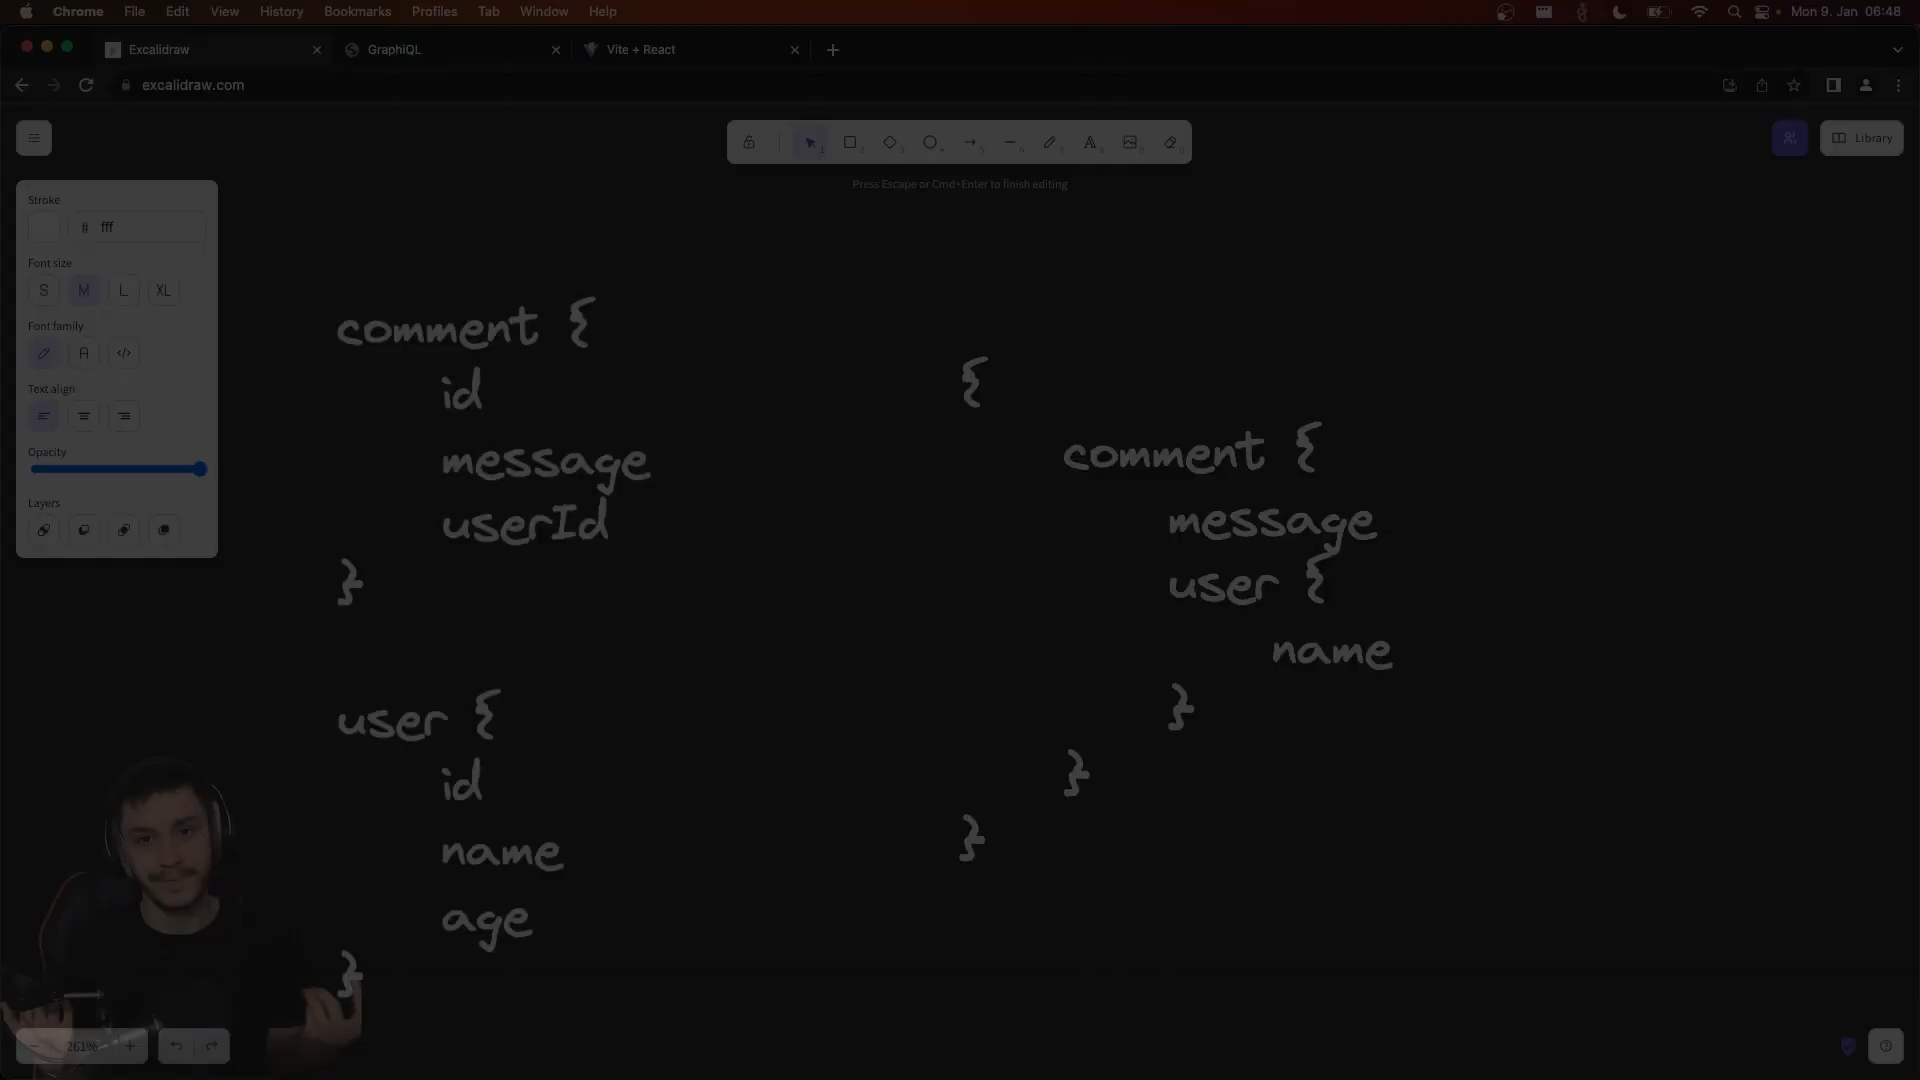 Chrome File Edit View History Bookmarks Profiles Tab Window Help
Mon 9. Jan 06:48
Excalidraw
GraphiQL
Vite + React
excalidraw.com
Library
Press Escape or Cmd+Enter to finish editing
Stroke
# fff
Font size
S M L XL
Font family
A </>
Text align
Opacity
Layers
comment {
id
message
userId
}
user {
id
name
age
}
{
comment {
message
user {
name
}
}
}
− 261% +